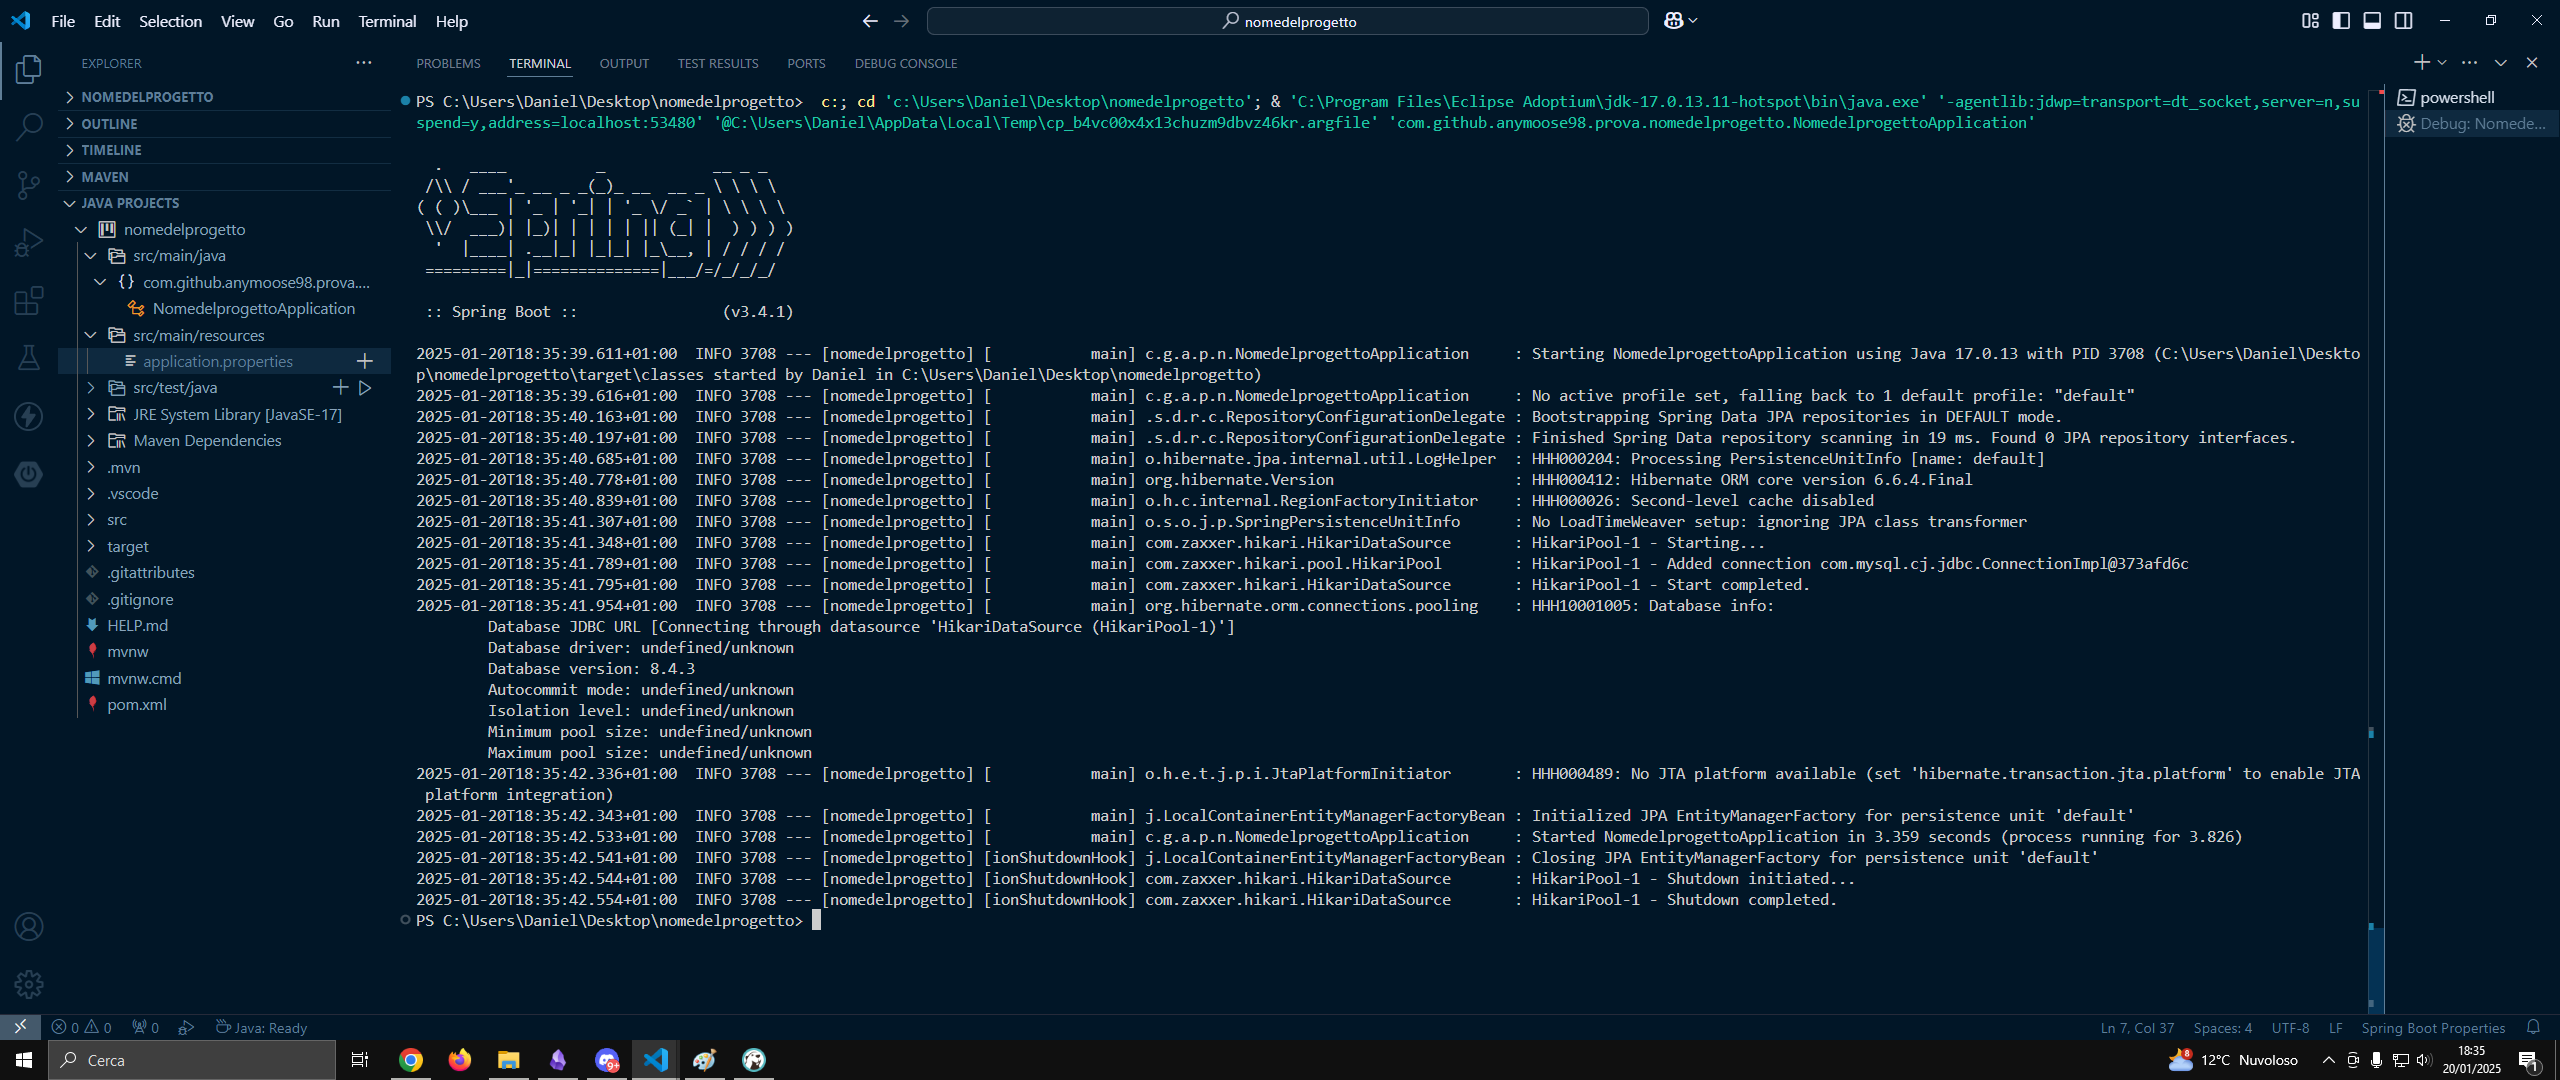 File Edit Selection View Go Run Terminal Help
nomedelprogetto
EXPLORER
NOMEDELPROGETTO
OUTLINE
TIMELINE
MAVEN
JAVA PROJECTS
nomedelprogetto
src/main/java
com.github.anymoose98.prova....
NomedelprogettoApplication
src/main/resources
application.properties
src/test/java
JRE System Library [JavaSE-17]
Maven Dependencies
.mvn
.vscode
src
target
.gitattributes
.gitignore
HELP.md
mvnw
mvnw.cmd
pom.xml
PROBLEMS TERMINAL OUTPUT TEST RESULTS PORTS DEBUG CONSOLE
PS C:\Users\Daniel\Desktop\nomedelprogetto>  c:; cd 'c:\Users\Daniel\Desktop\nomedelprogetto'; & 'C:\Program Files\Eclipse Adoptium\jdk-17.0.13.11-hotspot\bin\java.exe' '-agentlib:jdwp=transport=dt_socket,server=n,su
spend=y,address=localhost:53480' '@C:\Users\Daniel\AppData\Local\Temp\cp_b4vc00x4x13chuzm9dbvz46kr.argfile' 'com.github.anymoose98.prova.nomedelprogetto.NomedelprogettoApplication'
  .   ____          _            __ _ _
 /\\ / ___'_ __ _ _(_)_ __  __ _ \ \ \ \
( ( )\___ | '_ | '_| | '_ \/ _` | \ \ \ \
 \\/  ___)| |_)| | | | | || (_| |  ) ) ) )
  '  |____| .__|_| |_|_| |_\__, | / / / /
 =========|_|==============|___/=/_/_/_/
 :: Spring Boot ::                (v3.4.1)
2025-01-20T18:35:39.611+01:00  INFO 3708 --- [nomedelprogetto] [           main] c.g.a.p.n.NomedelprogettoApplication     : Starting NomedelprogettoApplication using Java 17.0.13 with PID 3708 (C:\Users\Daniel\Deskto
p\nomedelprogetto\target\classes started by Daniel in C:\Users\Daniel\Desktop\nomedelprogetto)
2025-01-20T18:35:39.616+01:00  INFO 3708 --- [nomedelprogetto] [           main] c.g.a.p.n.NomedelprogettoApplication     : No active profile set, falling back to 1 default profile: "default"
2025-01-20T18:35:40.163+01:00  INFO 3708 --- [nomedelprogetto] [           main] .s.d.r.c.RepositoryConfigurationDelegate : Bootstrapping Spring Data JPA repositories in DEFAULT mode.
2025-01-20T18:35:40.197+01:00  INFO 3708 --- [nomedelprogetto] [           main] .s.d.r.c.RepositoryConfigurationDelegate : Finished Spring Data repository scanning in 19 ms. Found 0 JPA repository interfaces.
2025-01-20T18:35:40.685+01:00  INFO 3708 --- [nomedelprogetto] [           main] o.hibernate.jpa.internal.util.LogHelper  : HHH000204: Processing PersistenceUnitInfo [name: default]
2025-01-20T18:35:40.778+01:00  INFO 3708 --- [nomedelprogetto] [           main] org.hibernate.Version                    : HHH000412: Hibernate ORM core version 6.6.4.Final
2025-01-20T18:35:40.839+01:00  INFO 3708 --- [nomedelprogetto] [           main] o.h.c.internal.RegionFactoryInitiator    : HHH000026: Second-level cache disabled
2025-01-20T18:35:41.307+01:00  INFO 3708 --- [nomedelprogetto] [           main] o.s.o.j.p.SpringPersistenceUnitInfo      : No LoadTimeWeaver setup: ignoring JPA class transformer
2025-01-20T18:35:41.348+01:00  INFO 3708 --- [nomedelprogetto] [           main] com.zaxxer.hikari.HikariDataSource       : HikariPool-1 - Starting...
2025-01-20T18:35:41.789+01:00  INFO 3708 --- [nomedelprogetto] [           main] com.zaxxer.hikari.pool.HikariPool        : HikariPool-1 - Added connection com.mysql.cj.jdbc.ConnectionImpl@373afd6c
2025-01-20T18:35:41.795+01:00  INFO 3708 --- [nomedelprogetto] [           main] com.zaxxer.hikari.HikariDataSource       : HikariPool-1 - Start completed.
2025-01-20T18:35:41.954+01:00  INFO 3708 --- [nomedelprogetto] [           main] org.hibernate.orm.connections.pooling    : HHH10001005: Database info:
        Database JDBC URL [Connecting through datasource 'HikariDataSource (HikariPool-1)']
        Database driver: undefined/unknown
        Database version: 8.4.3
        Autocommit mode: undefined/unknown
        Isolation level: undefined/unknown
        Minimum pool size: undefined/unknown
        Maximum pool size: undefined/unknown
2025-01-20T18:35:42.336+01:00  INFO 3708 --- [nomedelprogetto] [           main] o.h.e.t.j.p.i.JtaPlatformInitiator       : HHH000489: No JTA platform available (set 'hibernate.transaction.jta.platform' to enable JTA
 platform integration)
2025-01-20T18:35:42.343+01:00  INFO 3708 --- [nomedelprogetto] [           main] j.LocalContainerEntityManagerFactoryBean : Initialized JPA EntityManagerFactory for persistence unit 'default'
2025-01-20T18:35:42.533+01:00  INFO 3708 --- [nomedelprogetto] [           main] c.g.a.p.n.NomedelprogettoApplication     : Started NomedelprogettoApplication in 3.359 seconds (process running for 3.826)
2025-01-20T18:35:42.541+01:00  INFO 3708 --- [nomedelprogetto] [ionShutdownHook] j.LocalContainerEntityManagerFactoryBean : Closing JPA EntityManagerFactory for persistence unit 'default'
2025-01-20T18:35:42.544+01:00  INFO 3708 --- [nomedelprogetto] [ionShutdownHook] com.zaxxer.hikari.HikariDataSource       : HikariPool-1 - Shutdown initiated...
2025-01-20T18:35:42.554+01:00  INFO 3708 --- [nomedelprogetto] [ionShutdownHook] com.zaxxer.hikari.HikariDataSource       : HikariPool-1 - Shutdown completed.
PS C:\Users\Daniel\Desktop\nomedelprogetto>
powershell
Debug: Nomede...
0 0 0 Java: Ready
Ln 7, Col 37 Spaces: 4 UTF-8 LF Spring Boot Properties
Cerca
9+
8 12°C Nuvoloso
18:35
20/01/2025
1